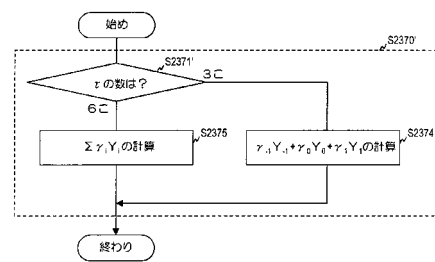 始め
S2370'
S2371'
τの数は?
3こ
6こ
S2375
Σγ_iY_iの計算
S2374
γ_-1Y_-1+γ_0Y_0+γ_1Y_1の計算
終わり